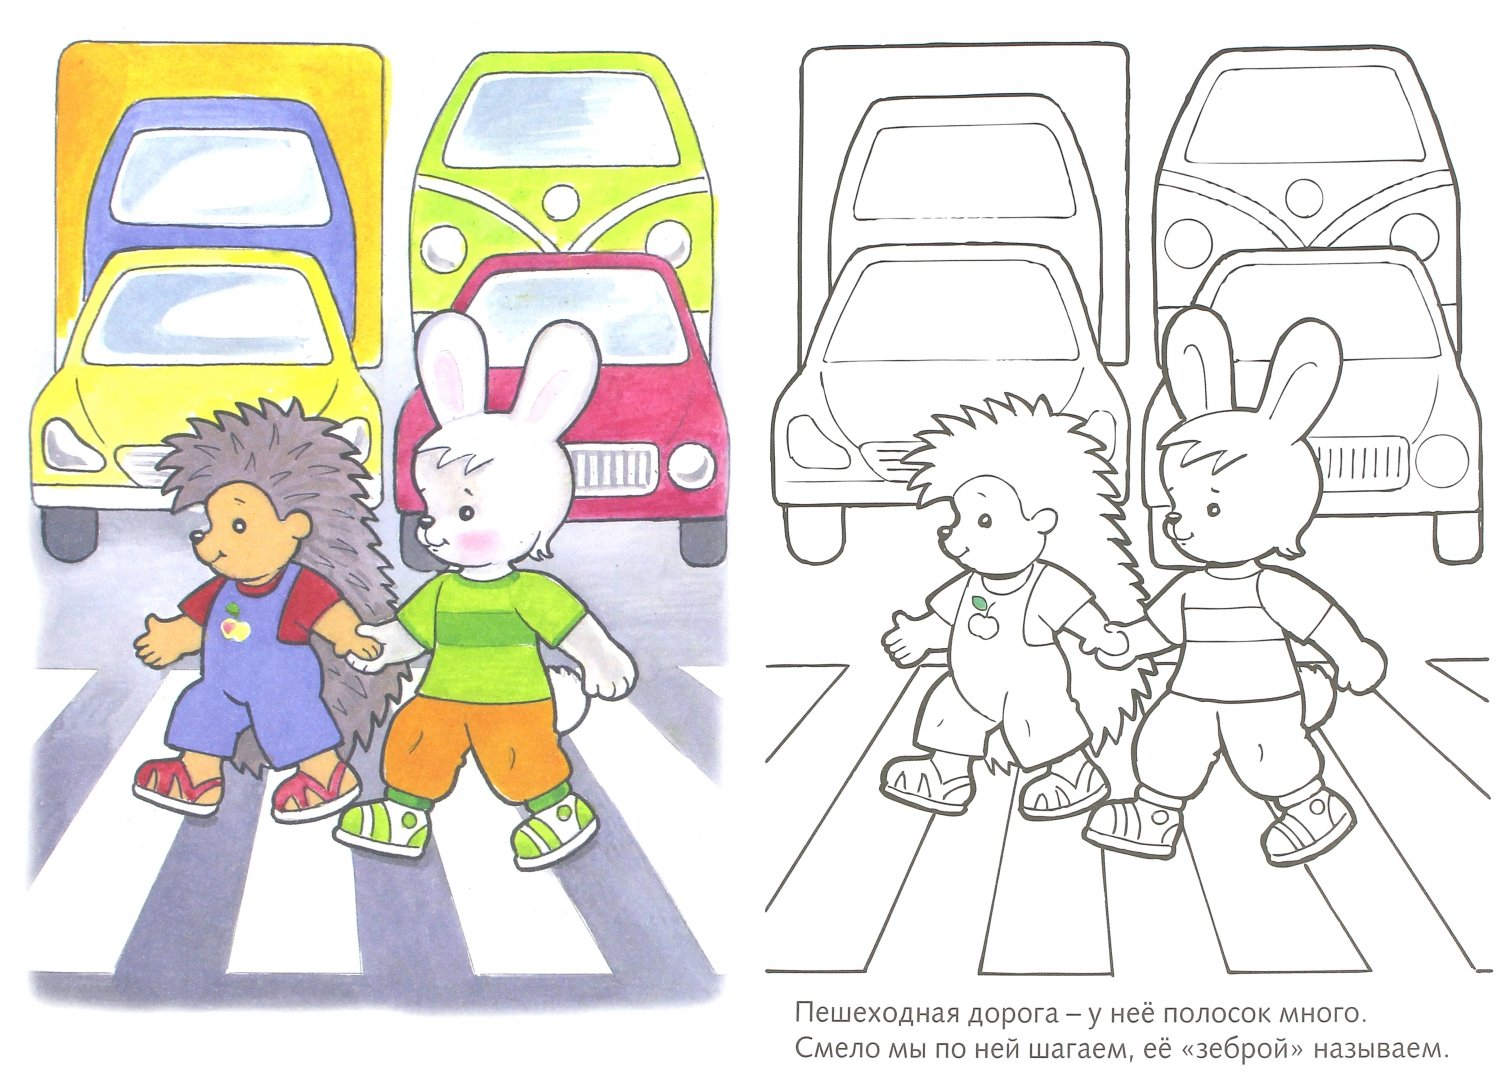 Пешеходная дорога – у неё полосок много.
Смело мы по ней шагаем, её «зеброй» называем.